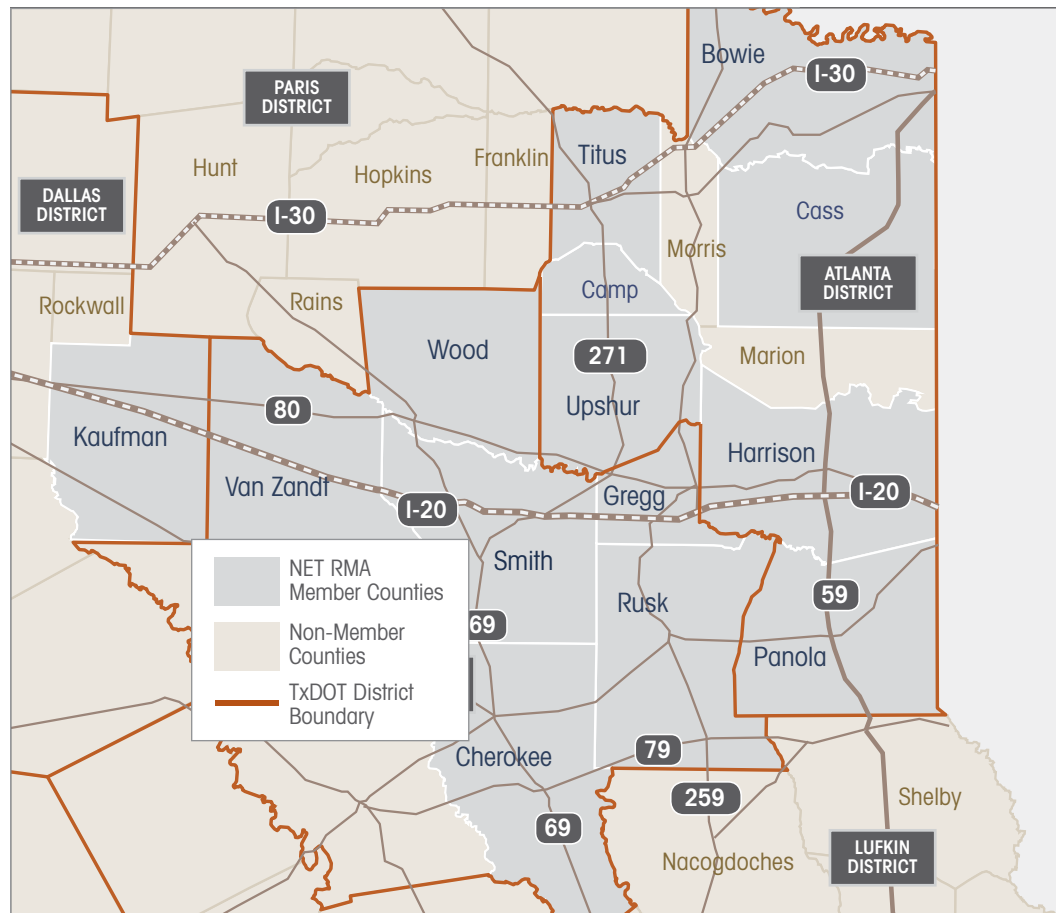 Bowie
I-30
PARIS
DISTRICT
Titus
Franklin
Hunt
Hopkins
DALLAS
DISTRICT
I-30
Cass
Morris
ATLANTA
DISTRICT
Camp
Rockwall
Rains
Wood
271
Marion
Upshur
80
Kaufman
Harrison
Van Zandt
I-20
Gregg
I-20
Smith
NET RMA
Member Counties
59
Rusk
69
Non-Member
Counties
Panola
TxDOT District
Boundary
Cherokee
79
259
Shelby
69
Nacogdoches
LUFKIN
DISTRICT